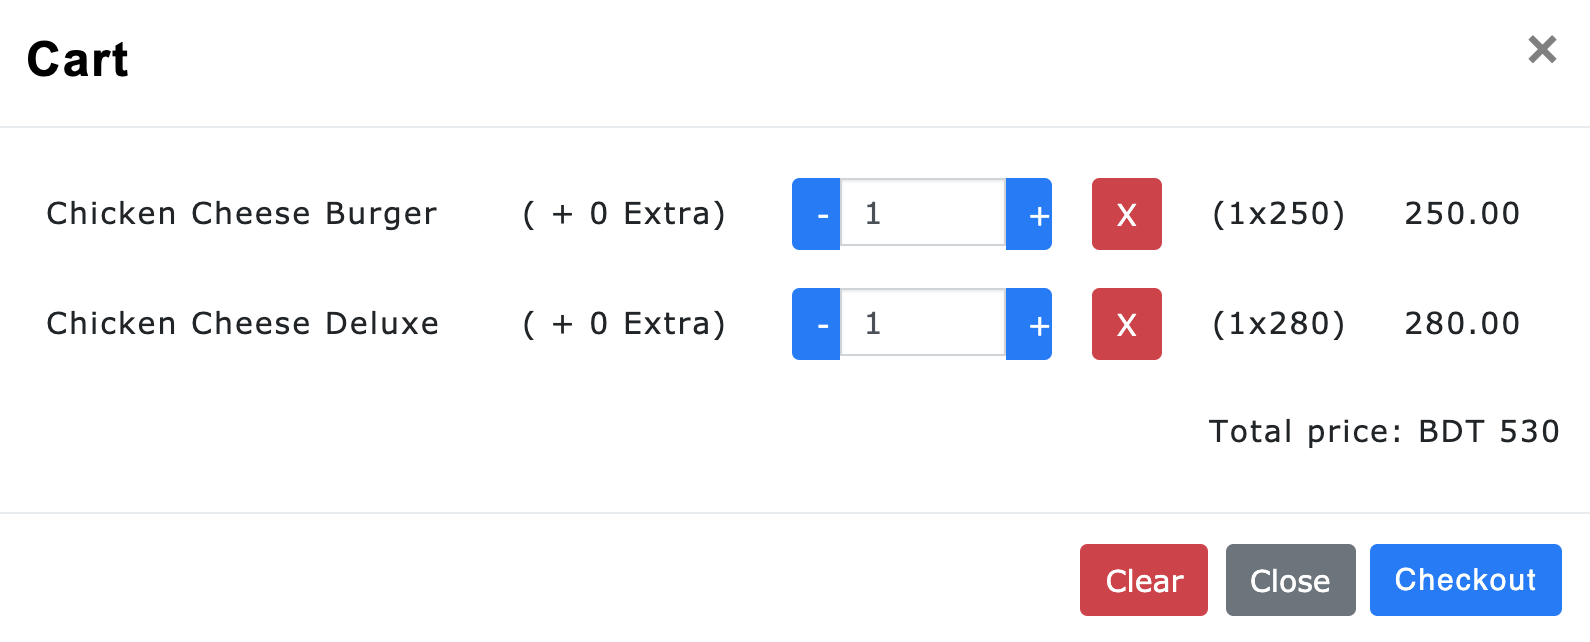 Cart ×
Chicken Cheese Burger ( + 0 Extra) - 1 + X (1x250) 250.00
Chicken Cheese Deluxe ( + 0 Extra) - 1 + X (1x280) 280.00
Total price: BDT 530
Clear Close Checkout